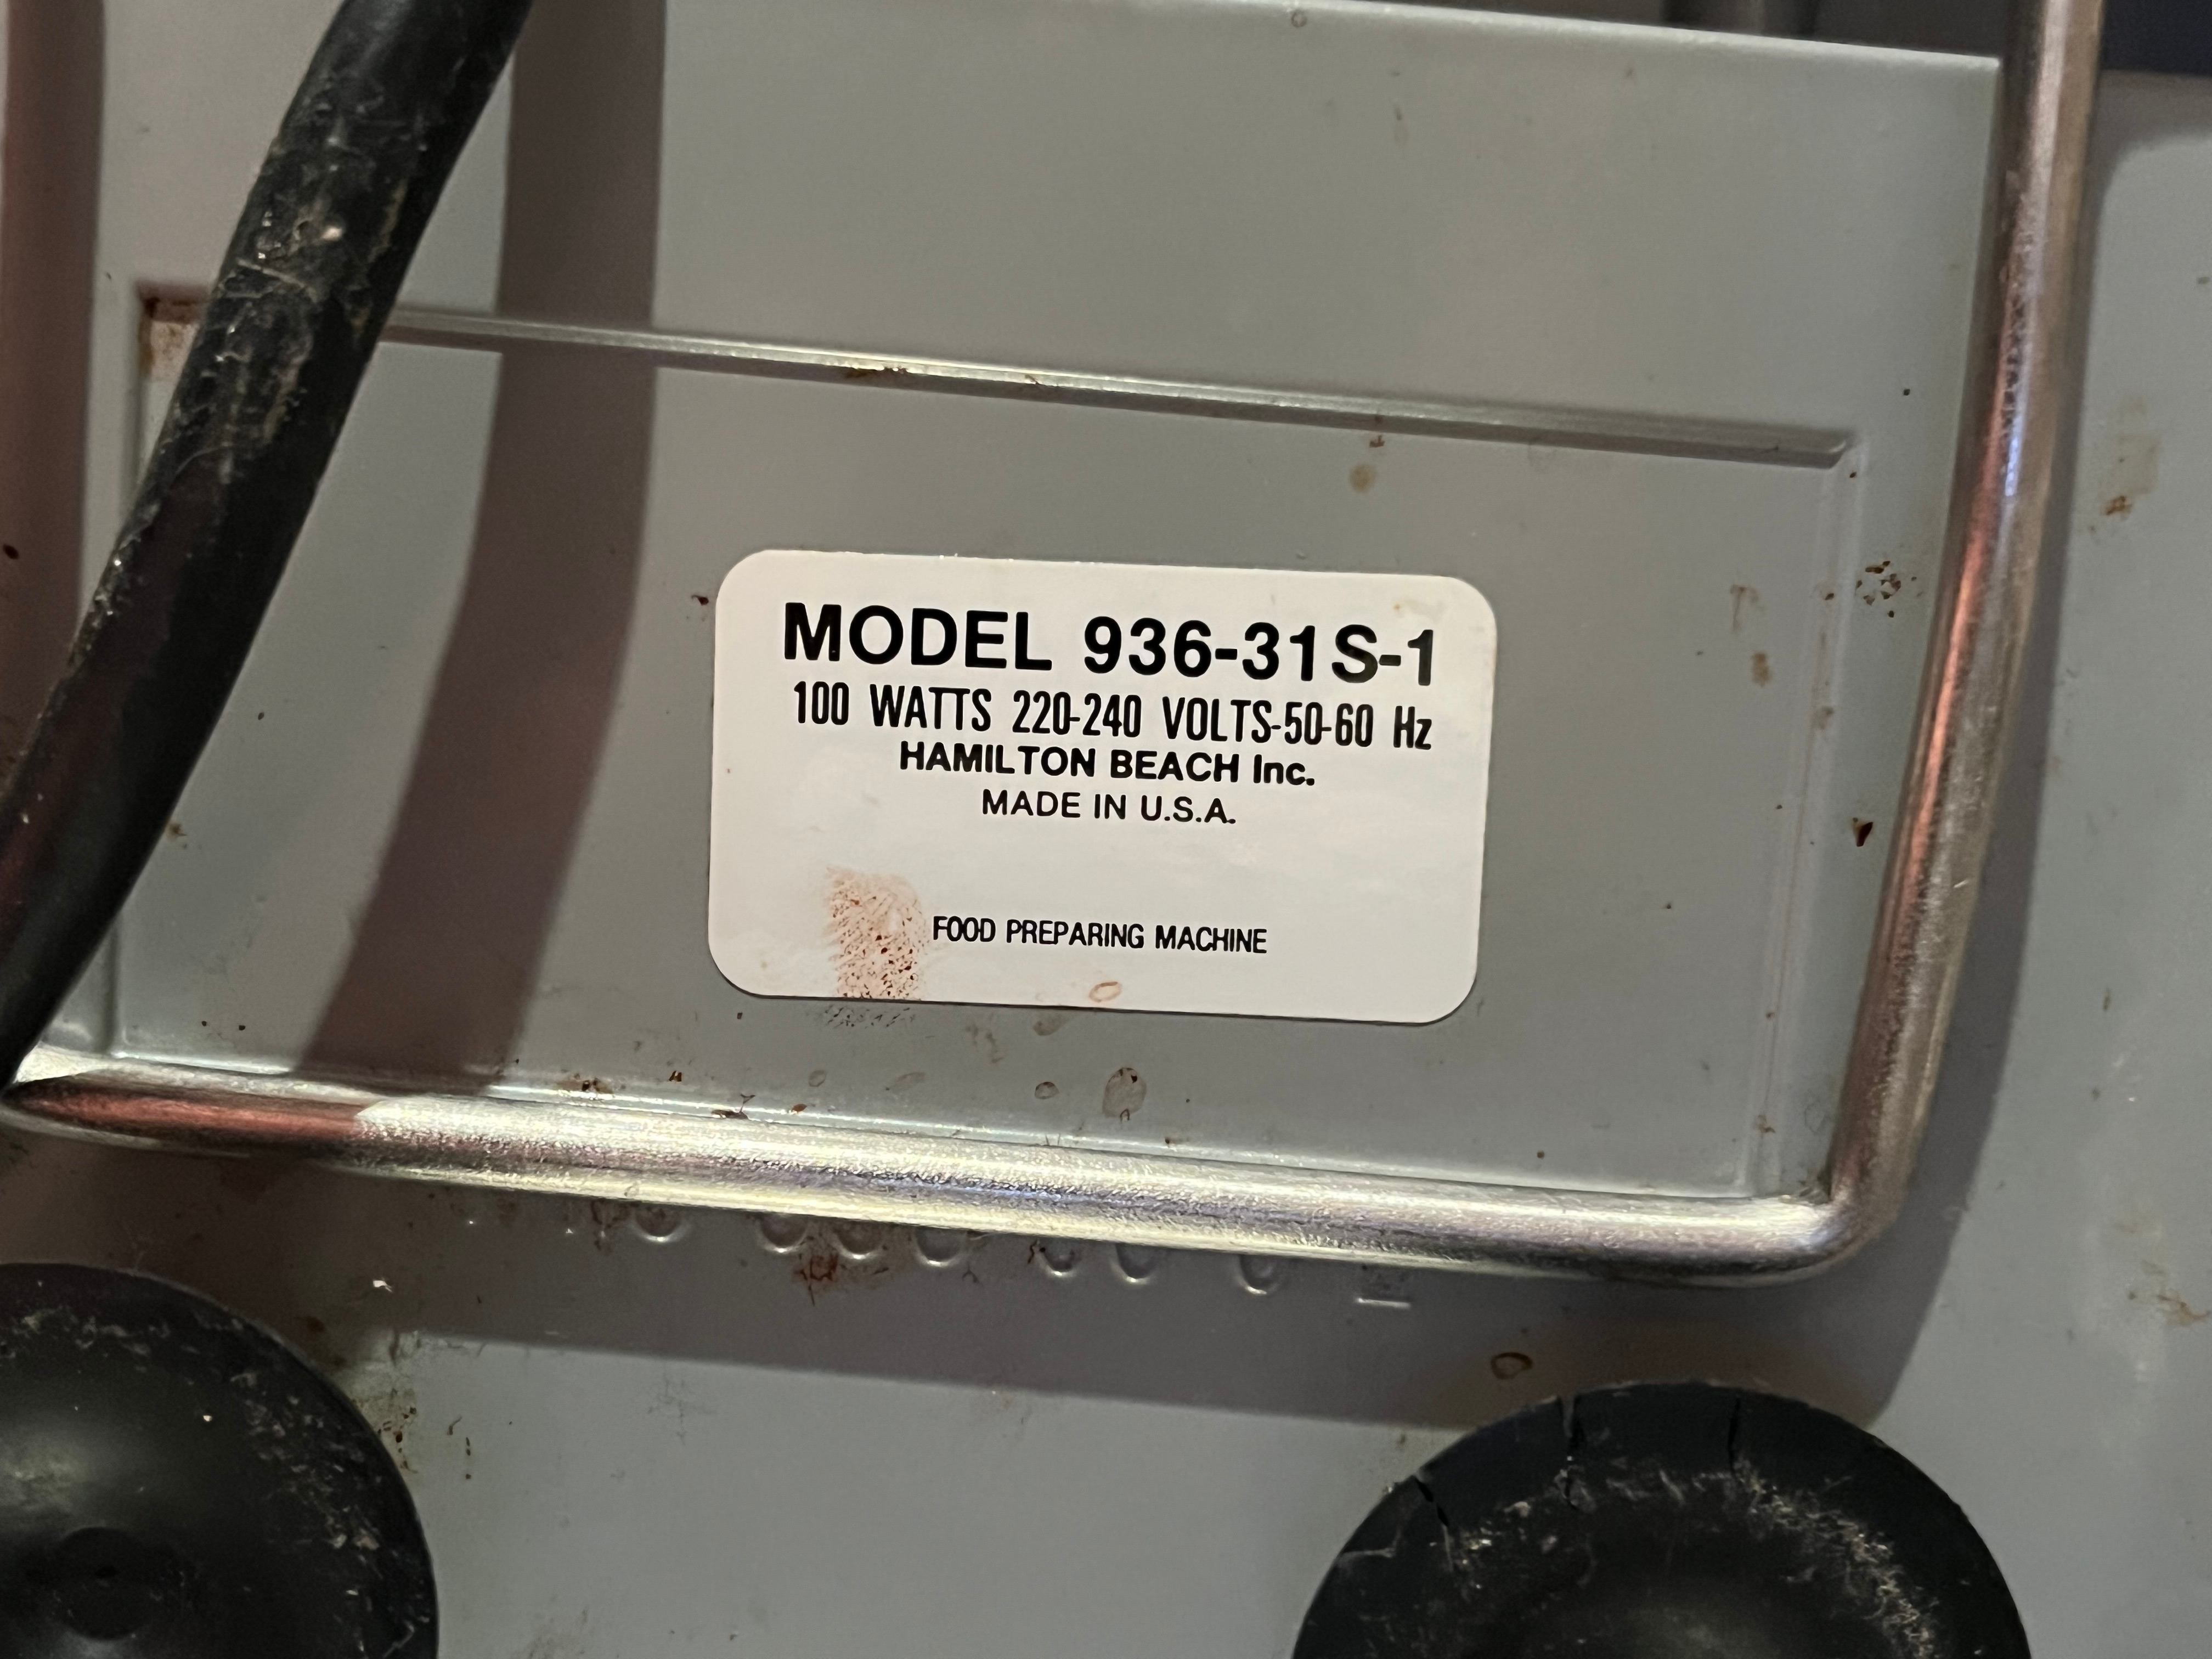 MODEL 936-31S-1
100 WATTS 220-240 VOLTS-50-60 Hz
HAMILTON BEACH Inc.
MADE IN U.S.A.
FOOD PREPARING MACHINE